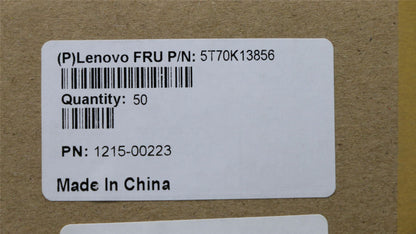 (P)Lenovo FRU P/N: 5T70K13856
Quantity: 50
PN: 1215-00223
Made In China